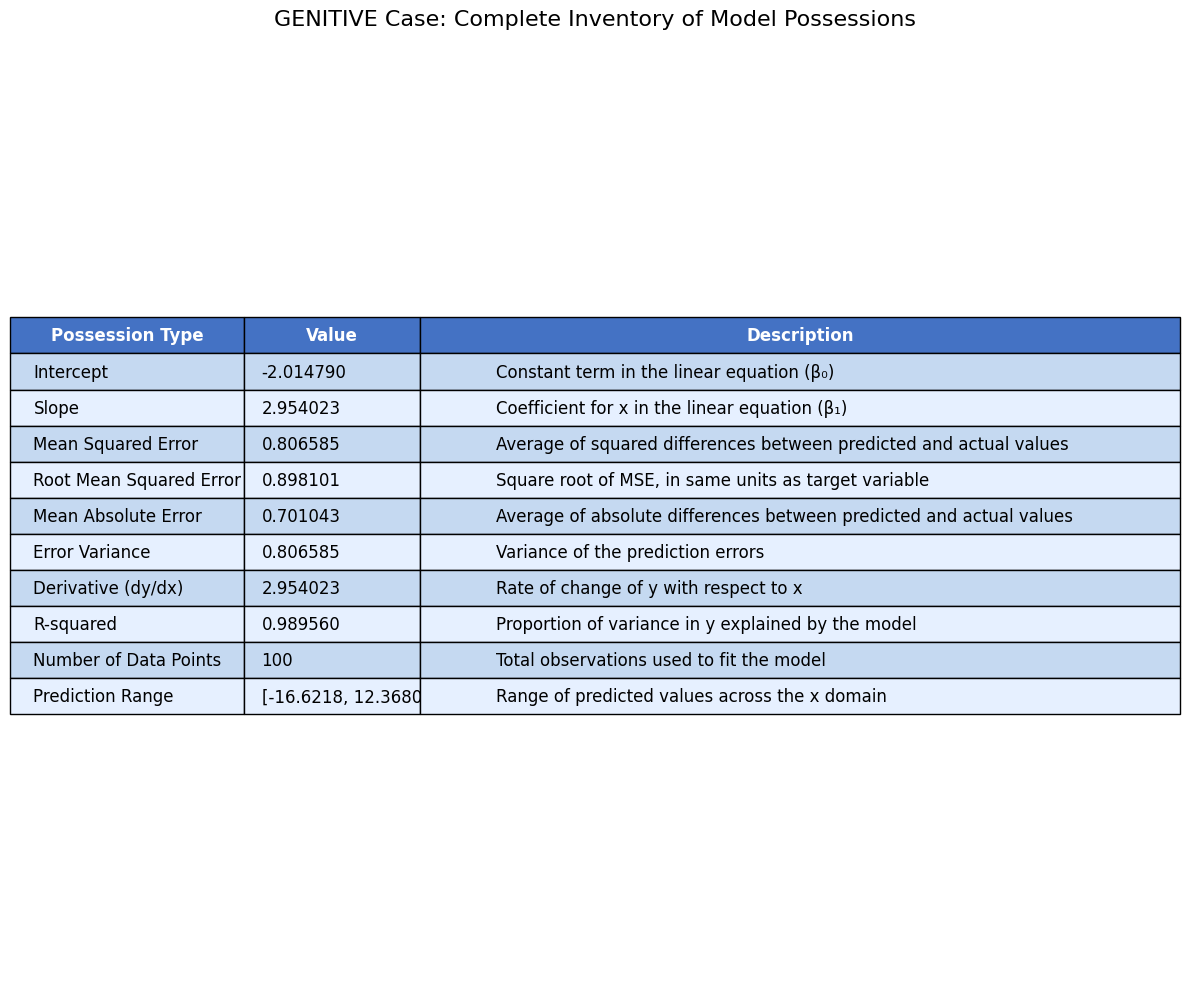 GENITIVE Case: Complete Inventory of Model Possessions
Possession Type Value Description
Intercept -2.014790 Constant term in the linear equation (β₀)
Slope 2.954023 Coefficient for x in the linear equation (β₁)
Mean Squared Error 0.806585 Average of squared differences between predicted and actual values
Root Mean Squared Error 0.898101 Square root of MSE, in same units as target variable
Mean Absolute Error 0.701043 Average of absolute differences between predicted and actual values
Error Variance 0.806585 Variance of the prediction errors
Derivative (dy/dx) 2.954023 Rate of change of y with respect to x
R-squared 0.989560 Proportion of variance in y explained by the model
Number of Data Points 100 Total observations used to fit the model
Prediction Range [-16.6218, 12.3680 Range of predicted values across the x domain